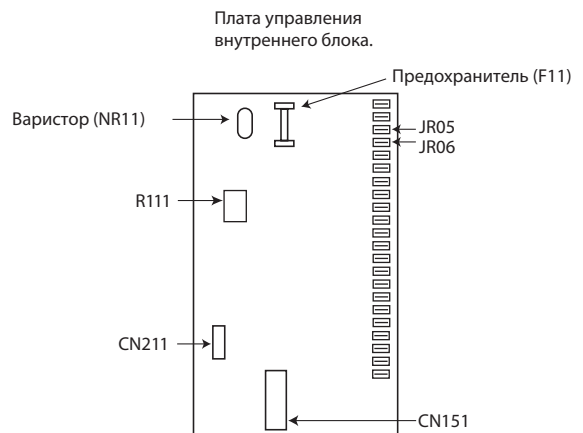 Плата управления
внутреннего блока.
Предохранитель (F11)
Варистор (NR11)
JR05
JR06
R111
CN211
CN151